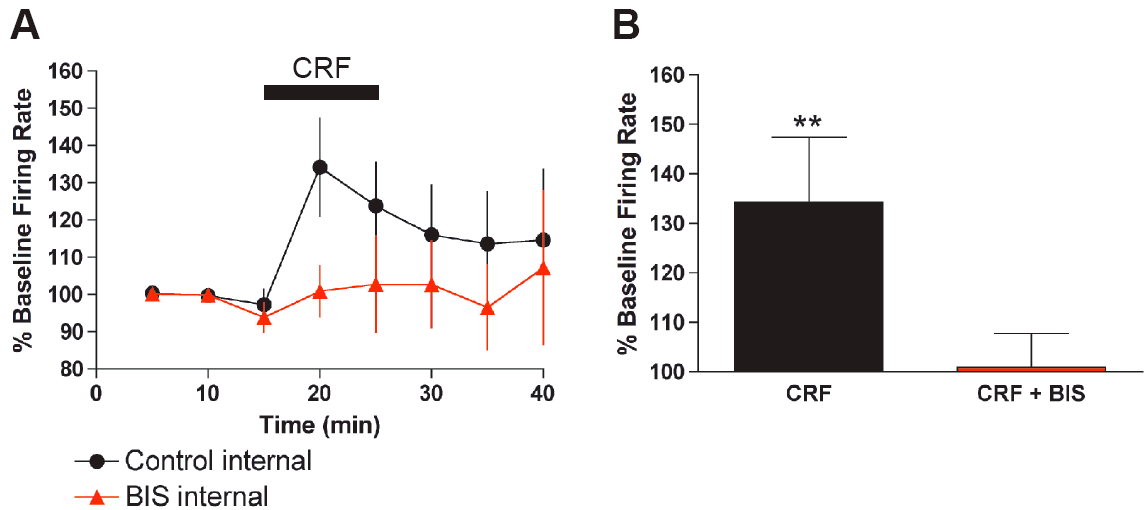 A
% Baseline Firing Rate
160
150
140
130
120
110
100
90
80
CRF
0
10
20
30
40
Time (min)
Control internal
BIS internal
B
% Baseline Firing Rate
160
150
140
130
120
110
100
**
CRF
CRF + BIS